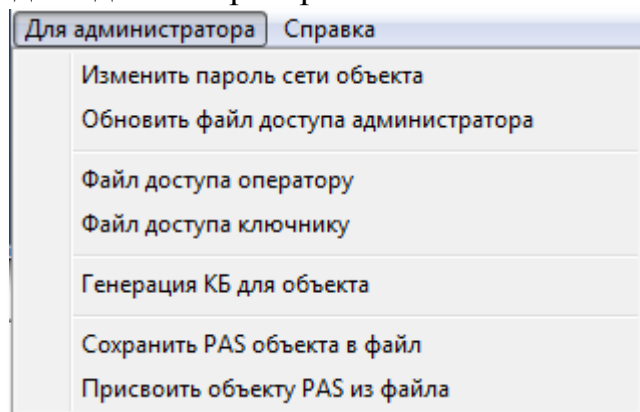 Для администратора Справка
Изменить пароль сети объекта
Обновить файл доступа администратора
Файл доступа оператору
Файл доступа ключнику
Генерация КБ для объекта
Сохранить PAS объекта в файл
Присвоить объекту PAS из файла